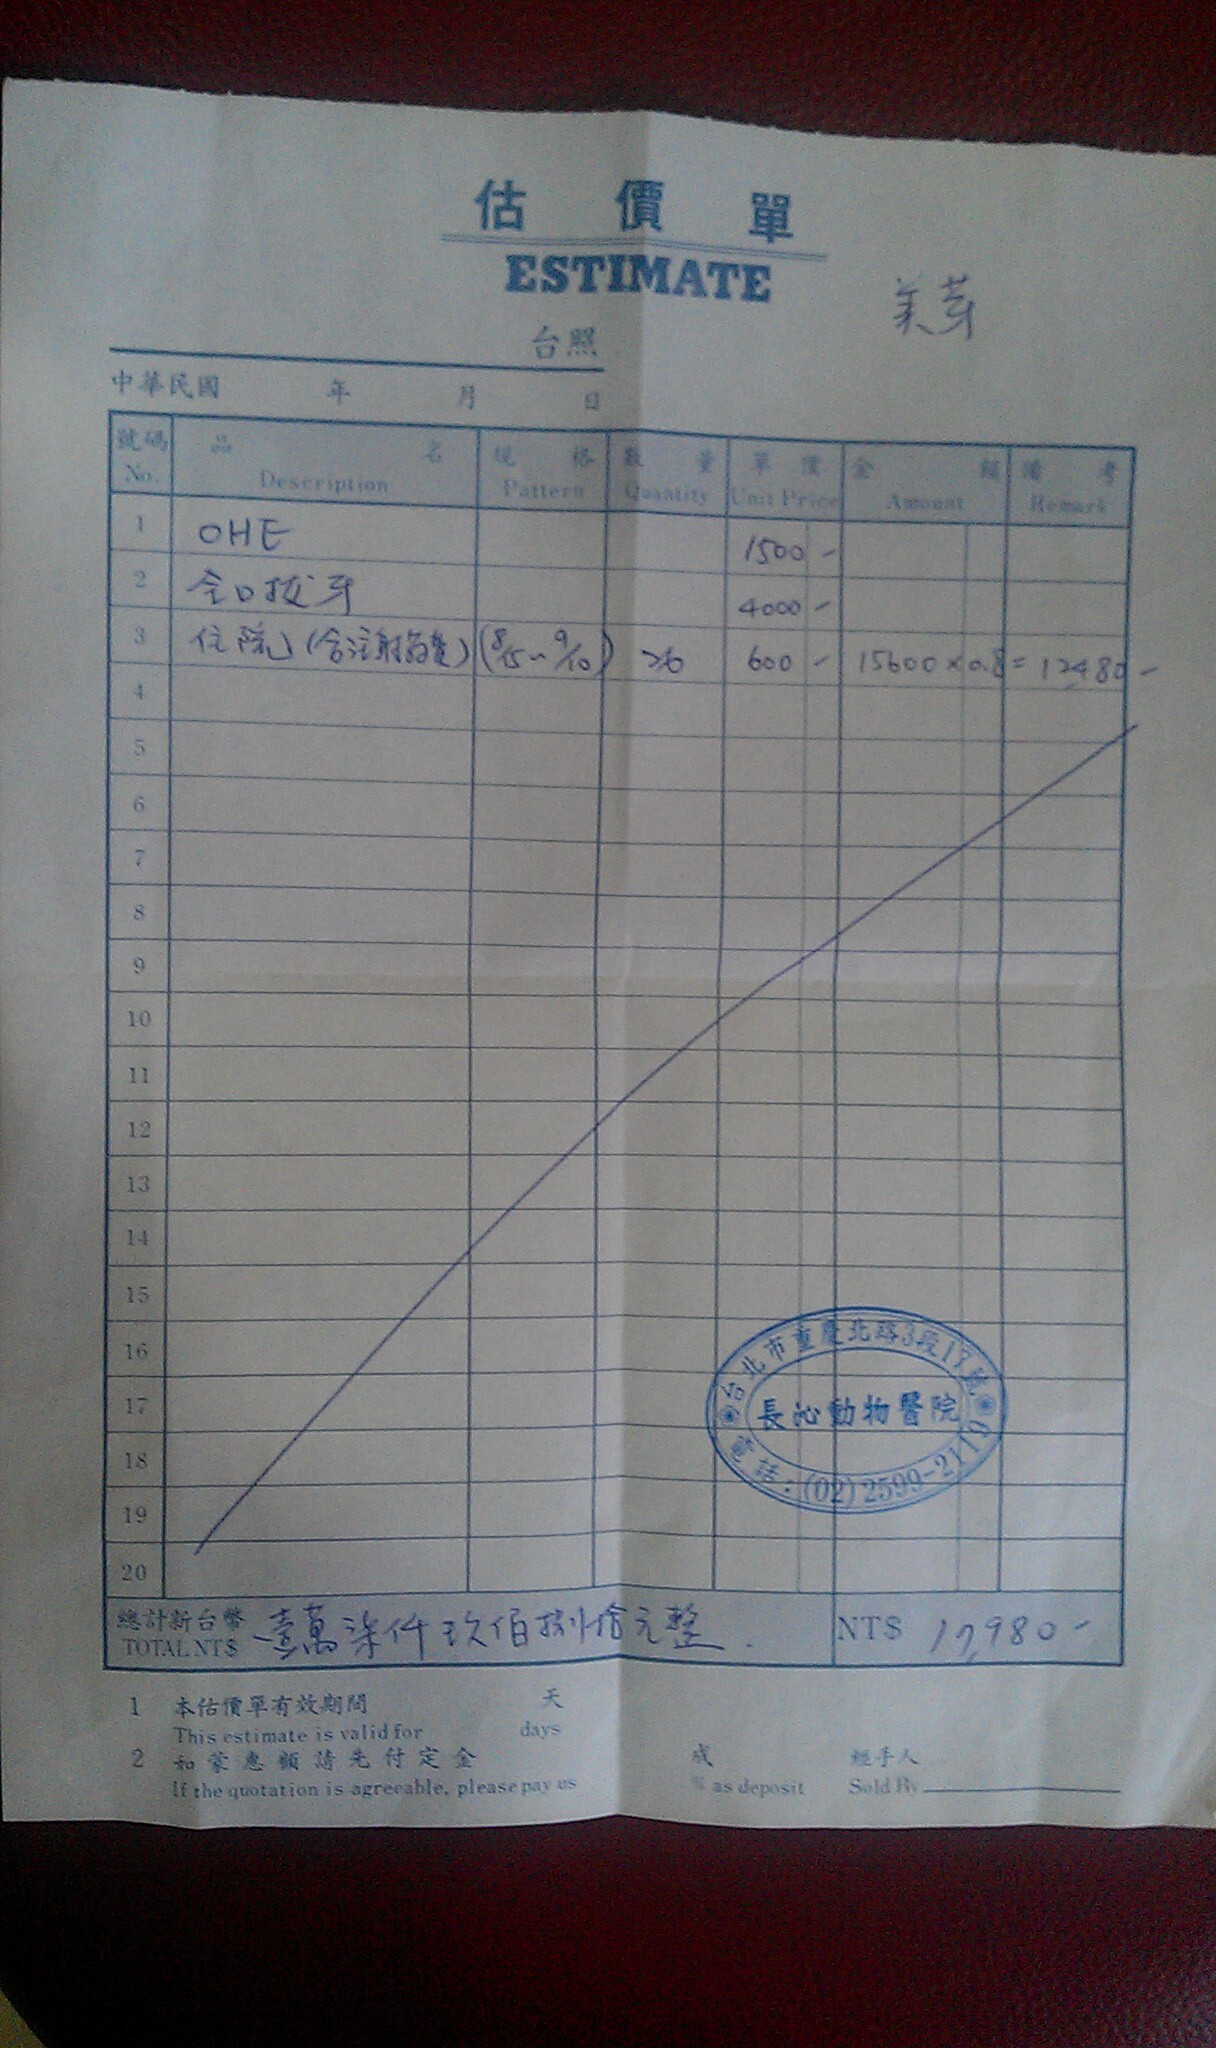 估價單
ESTIMATE
美芽
台照
中華民國 年 月 日
號碼 品名 規格 數量 單價 金額 備考
No. Description Pattern Quantity Unit Price Amount Remark
1 OHE 1500-
2 全口拔牙 4000-
3 住院(含注射治費) (8/15~9/10) 26 600- 15600×0.8=12480-
4
5
6
7
8
9
10
11
12
13
14
15
16
17
18
19
20
台北市重慶北路3段17號
長沁動物醫院
電話:(02)2599-2119
總計新台幣 壹萬柒仟玖佰捌拾元整
TOTAL NT$ NT$ 17,980-
1 本估價單有效期間 天
This estimate is valid for days
2 如蒙惠顧請先付定金 成 經手人
If the quotation is agreeable, please pay us % as deposit Sold By